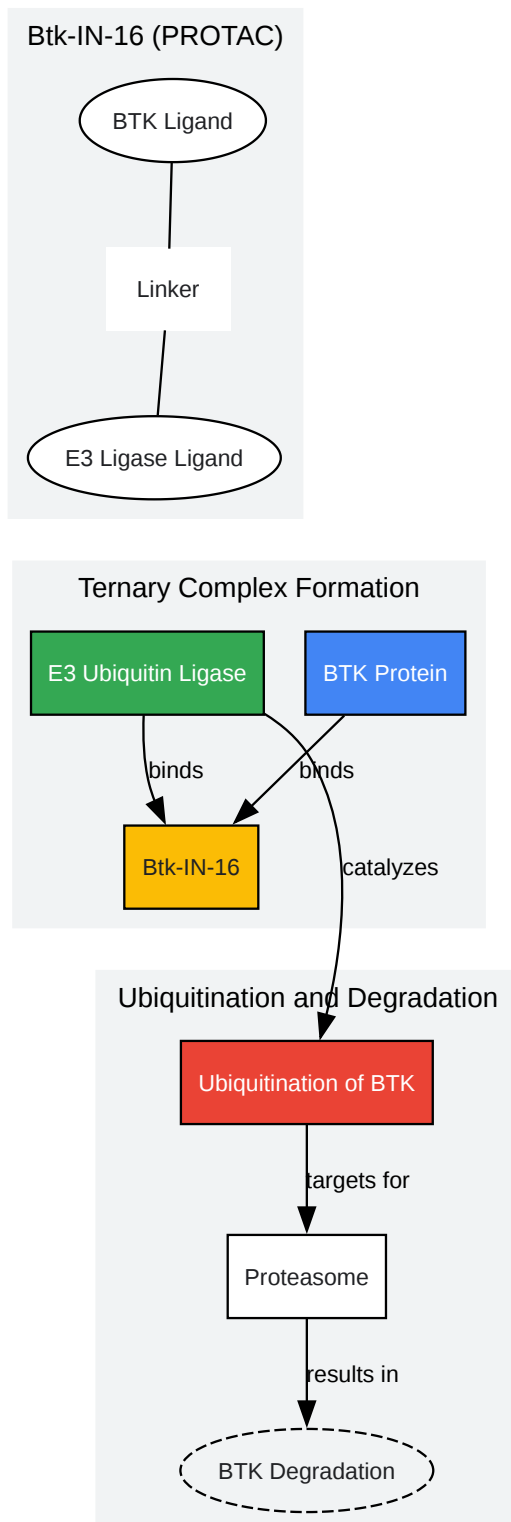 Btk-IN-16 (PROTAC)
BTK Ligand
Linker
E3 Ligase Ligand
Ternary Complex Formation
E3 Ubiquitin Ligase
BTK Protein
binds
binds
Btk-IN-16
catalyzes
Ubiquitination and Degradation
Ubiquitination of BTK
targets for
Proteasome
results in
BTK Degradation